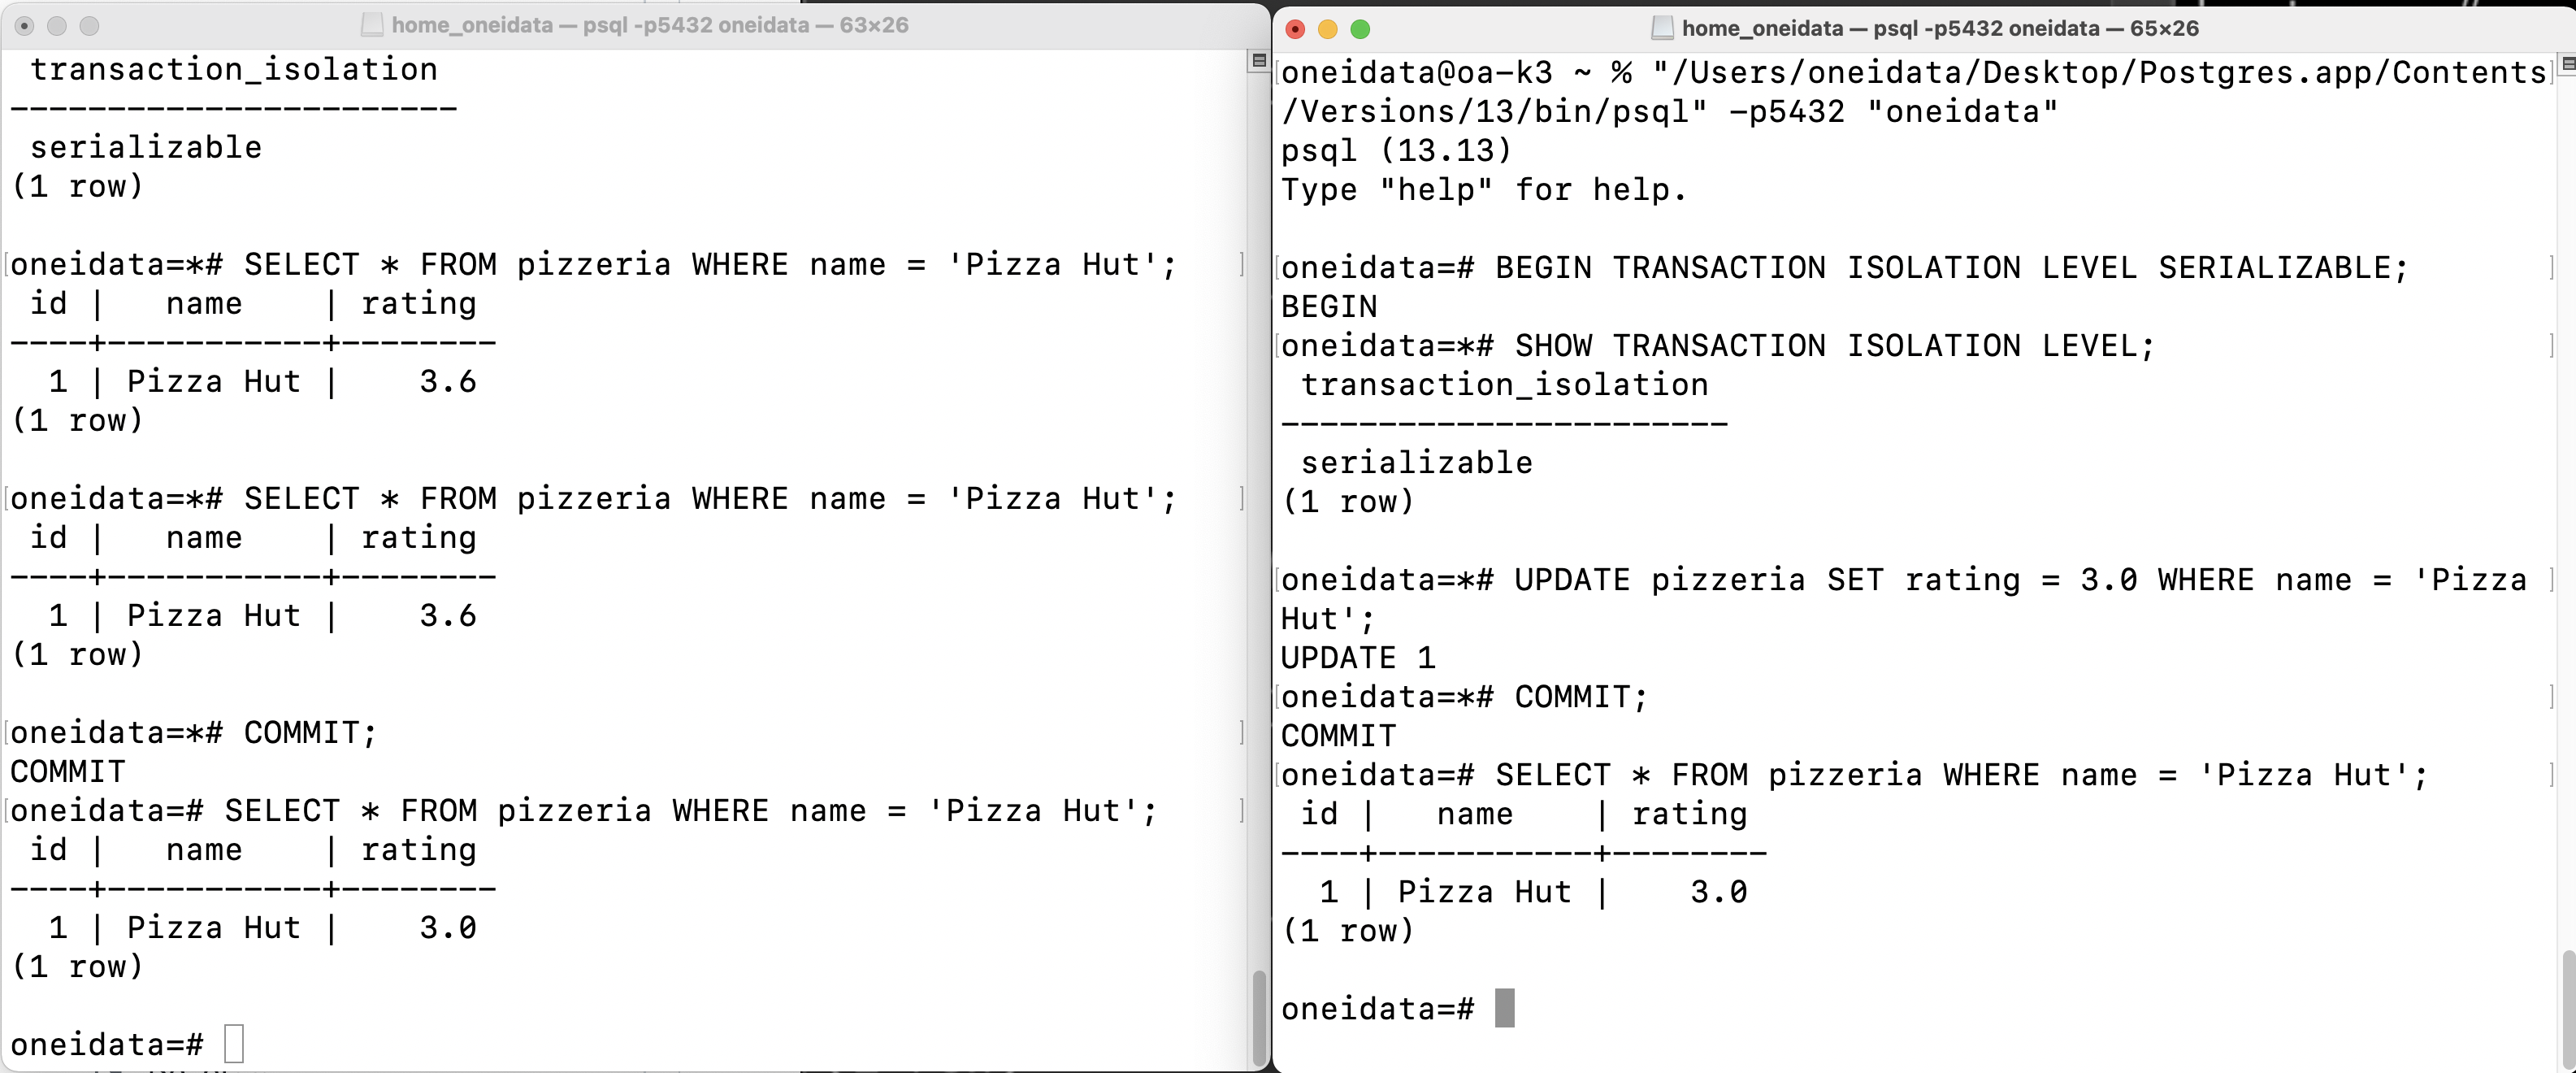 home_oneidata — psql -p5432 oneidata — 63×26
 transaction_isolation
-----------------------
 serializable
(1 row)

oneidata=*# SELECT * FROM pizzeria WHERE name = 'Pizza Hut';
 id |   name    | rating
----+-----------+--------
  1 | Pizza Hut |    3.6
(1 row)

oneidata=*# SELECT * FROM pizzeria WHERE name = 'Pizza Hut';
 id |   name    | rating
----+-----------+--------
  1 | Pizza Hut |    3.6
(1 row)

oneidata=*# COMMIT;
COMMIT
oneidata=# SELECT * FROM pizzeria WHERE name = 'Pizza Hut';
 id |   name    | rating
----+-----------+--------
  1 | Pizza Hut |    3.0
(1 row)

oneidata=#
home_oneidata — psql -p5432 oneidata — 65×26
oneidata@oa-k3 ~ % "/Users/oneidata/Desktop/Postgres.app/Contents
/Versions/13/bin/psql" -p5432 "oneidata"
psql (13.13)
Type "help" for help.

oneidata=# BEGIN TRANSACTION ISOLATION LEVEL SERIALIZABLE;
BEGIN
oneidata=*# SHOW TRANSACTION ISOLATION LEVEL;
 transaction_isolation
-----------------------
 serializable
(1 row)

oneidata=*# UPDATE pizzeria SET rating = 3.0 WHERE name = 'Pizza
Hut';
UPDATE 1
oneidata=*# COMMIT;
COMMIT
oneidata=# SELECT * FROM pizzeria WHERE name = 'Pizza Hut';
 id |   name    | rating
----+-----------+--------
  1 | Pizza Hut |    3.0
(1 row)

oneidata=#